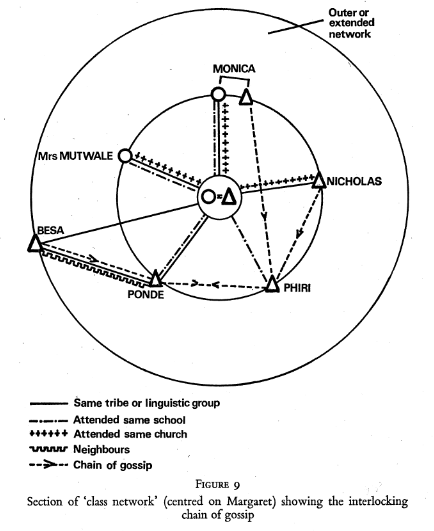 Outer or
extended
network
MONICA
Mrs MUTWALE
NICHOLAS
BESA
PONDE
PHIRI
Same tribe or linguistic group
Attended same school
Attended same church
Neighbours
Chain of gossip
FIGURE 9
Section of 'class network' (centred on Margaret) showing the interlocking
chain of gossip